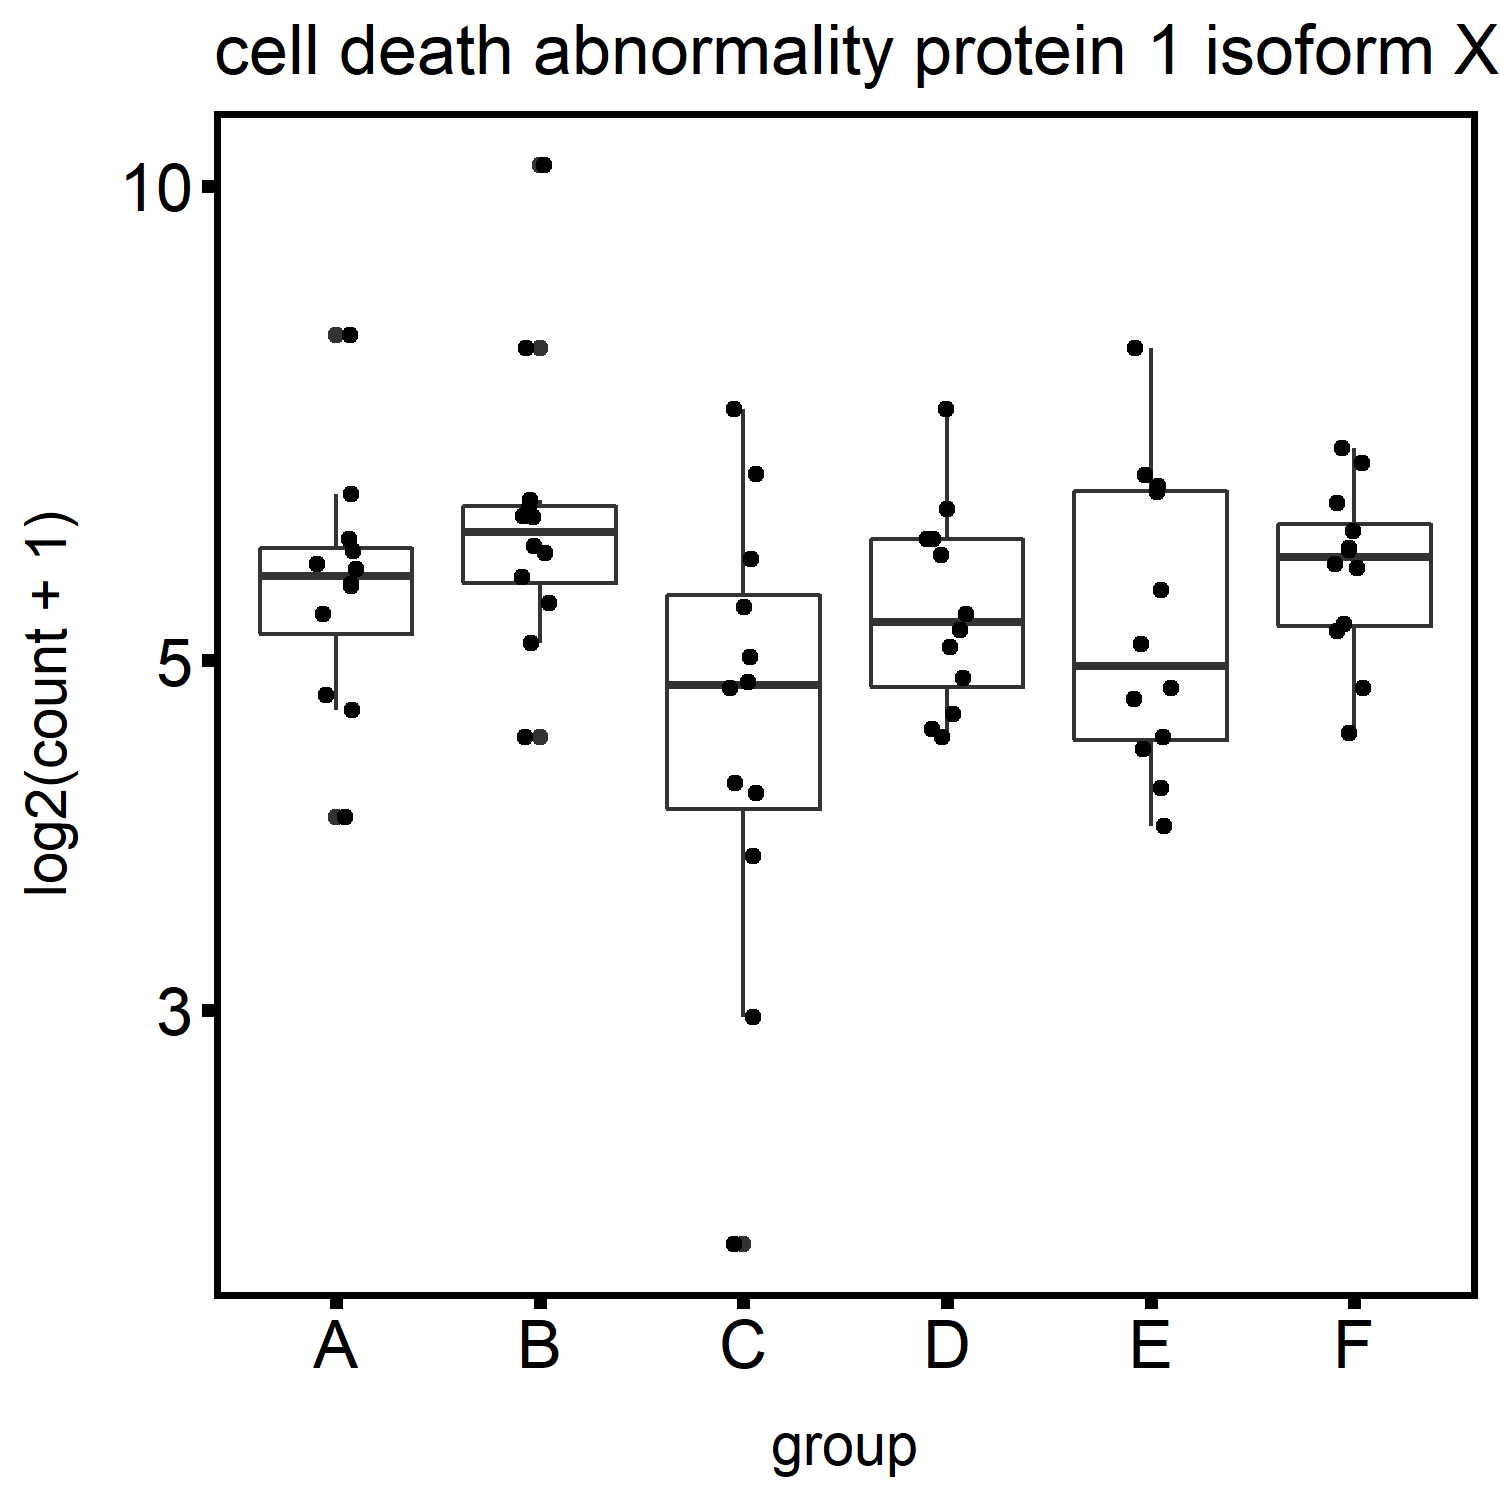 cell death abnormality protein 1 isoform X
10
5
3
log2(count + 1)
A B C D E F
group